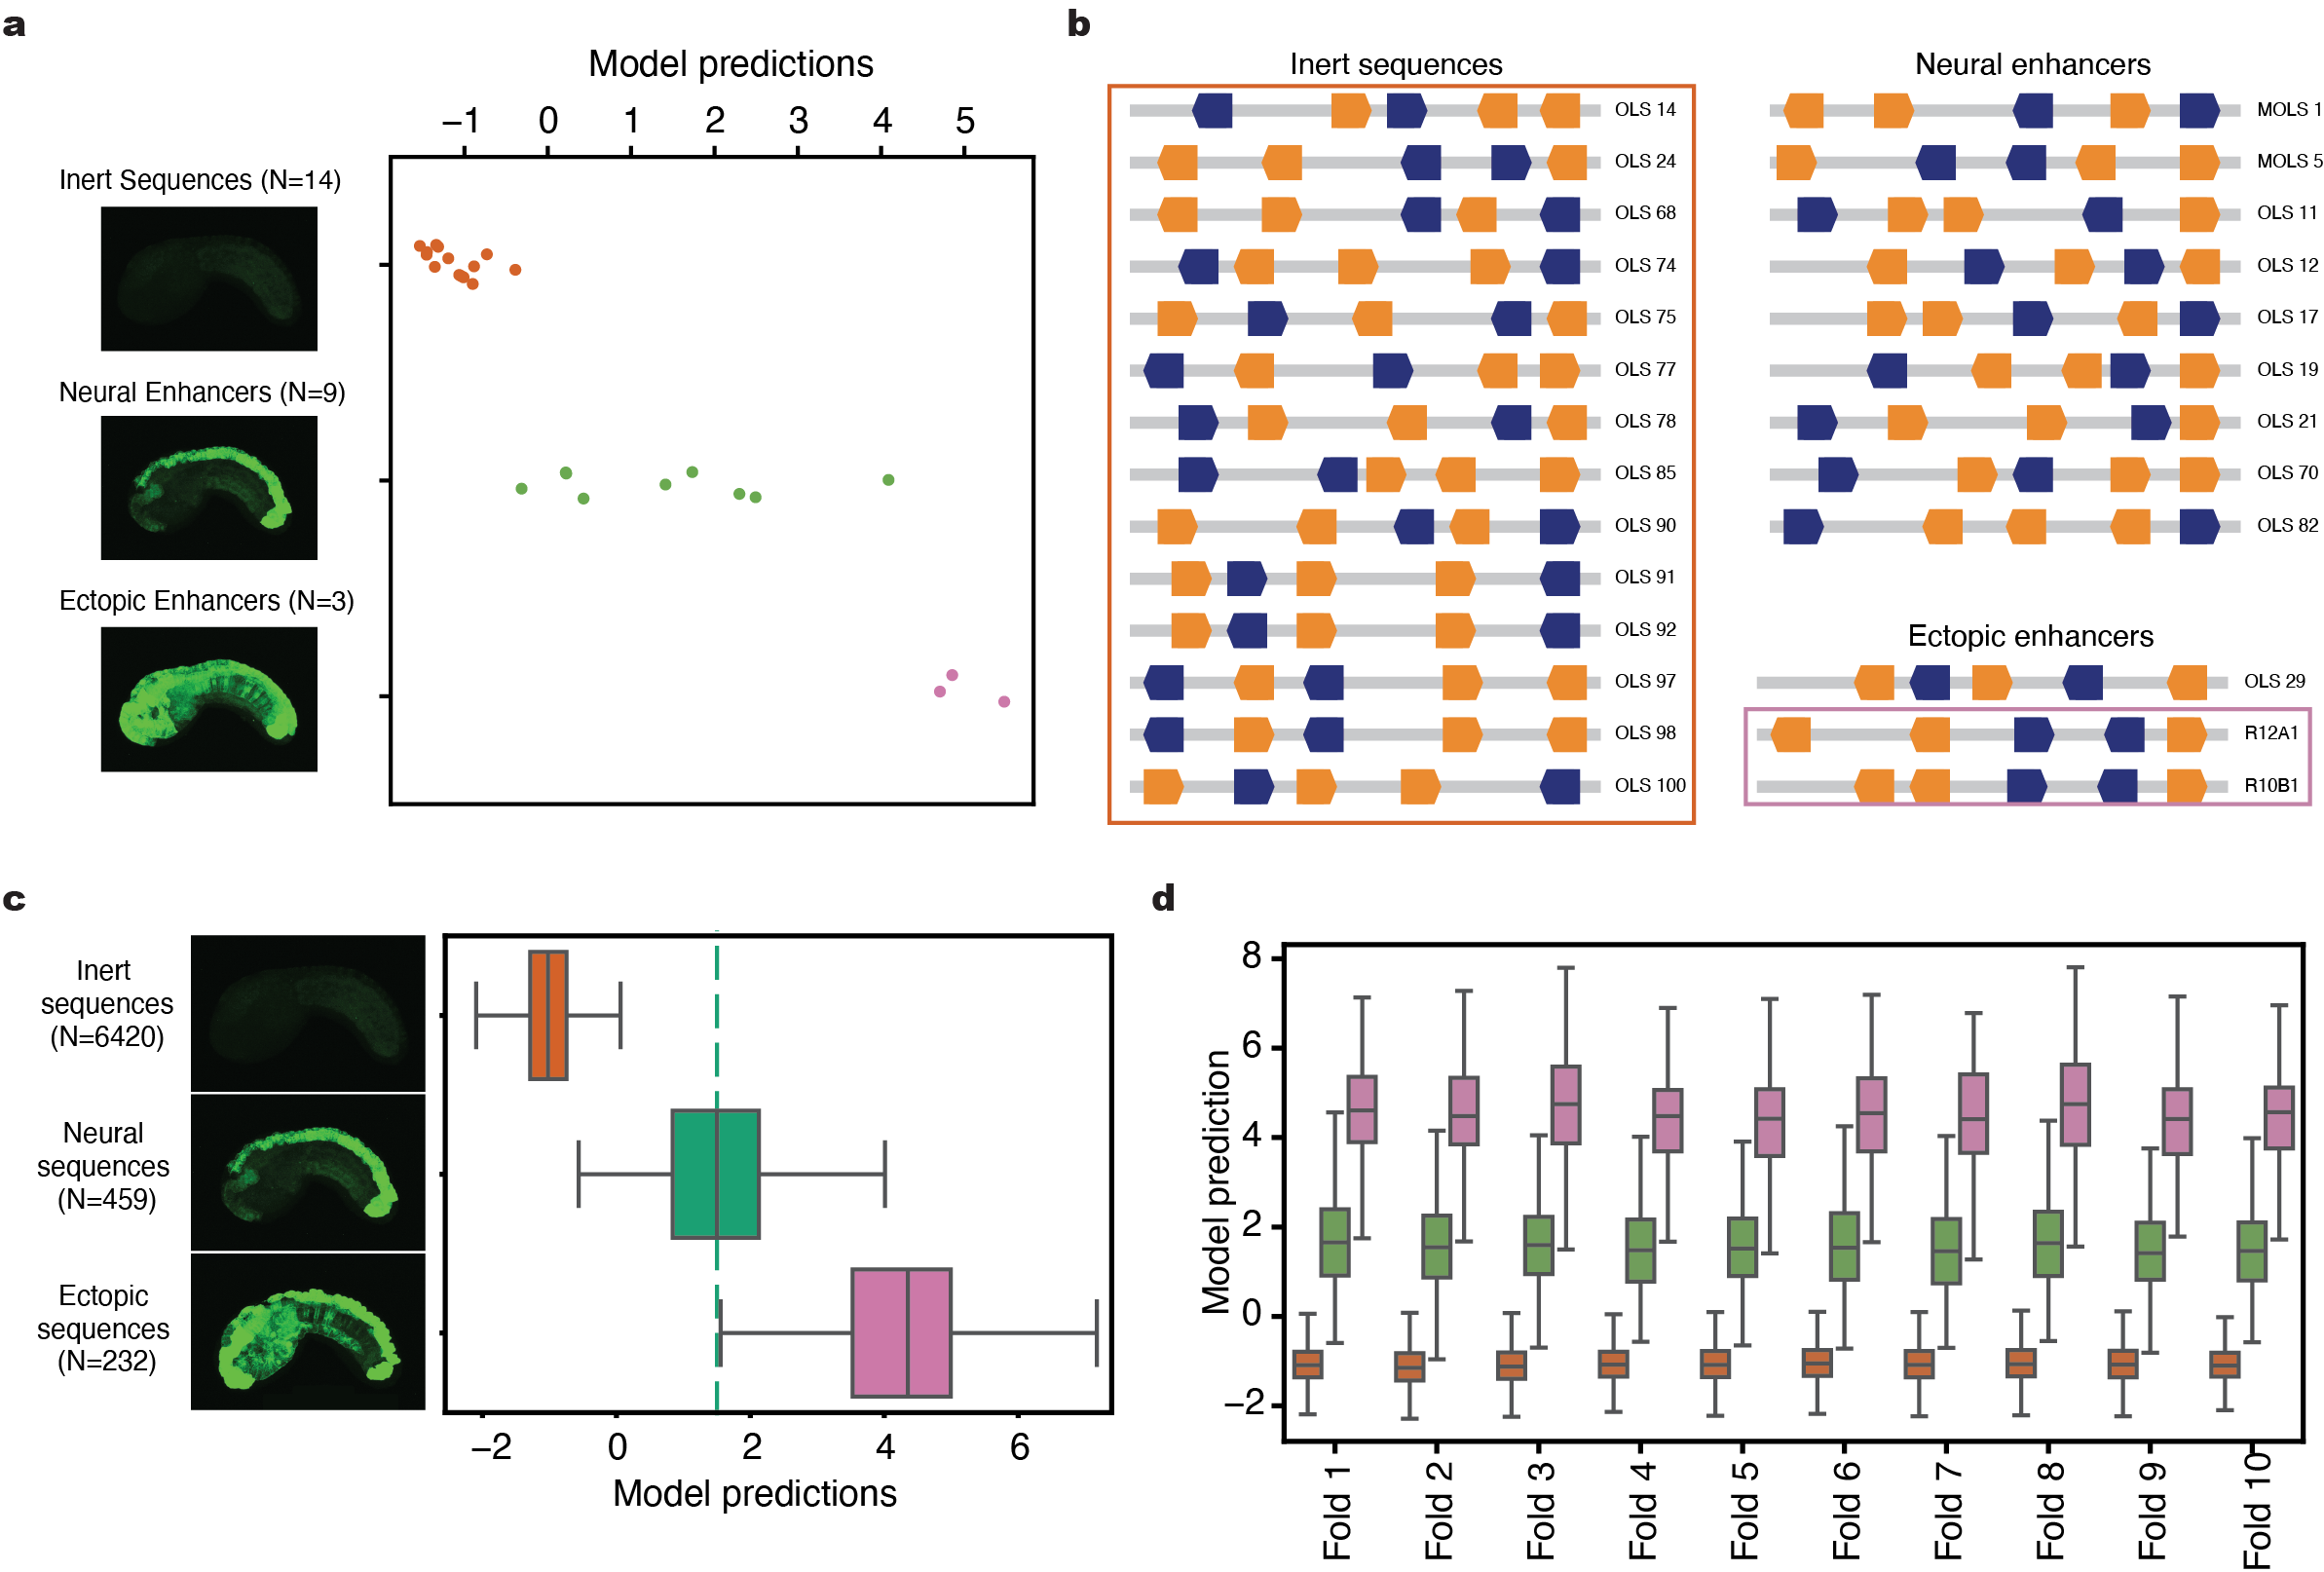 a
Model predictions
−1 0 1 2 3 4 5
Inert Sequences (N=14)
Neural Enhancers (N=9)
Ectopic Enhancers (N=3)
b
Inert sequences
OLS 14
OLS 24
OLS 68
OLS 74
OLS 75
OLS 77
OLS 78
OLS 85
OLS 90
OLS 91
OLS 92
OLS 97
OLS 98
OLS 100
Neural enhancers
MOLS 1
MOLS 5
OLS 11
OLS 12
OLS 17
OLS 19
OLS 21
OLS 70
OLS 82
Ectopic enhancers
OLS 29
R12A1
R10B1
c
Inert
sequences
(N=6420)
Neural
sequences
(N=459)
Ectopic
sequences
(N=232)
−2 0 2 4 6
Model predictions
d
Model prediction
8
6
4
2
0
−2
Fold 1
Fold 2
Fold 3
Fold 4
Fold 5
Fold 6
Fold 7
Fold 8
Fold 9
Fold 10